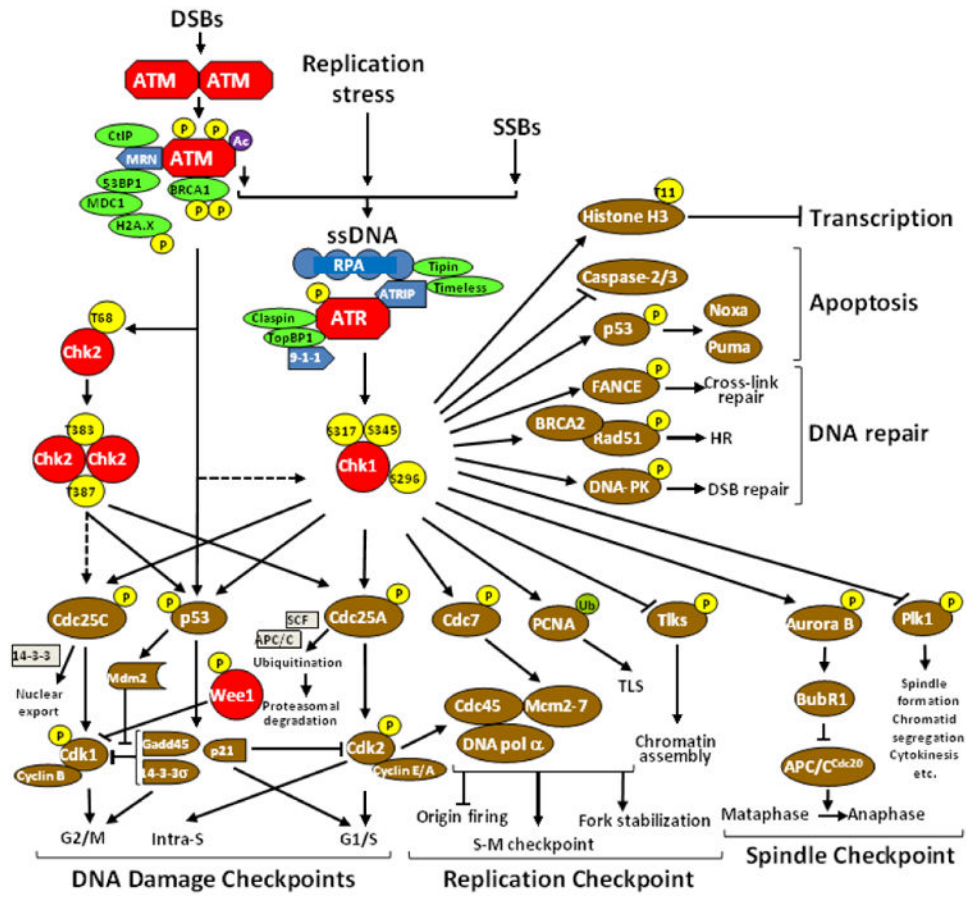 DSBs
ATM ATM
Replication
stress
SSBs
P P Ac
CtIP
MRN ATM
53BP1 BRCA1
MDC1 P P
H2A.X
P
ssDNA
RPA
Tipin
ATRIP Timeless
P
ATR
Claspin
TopBP1
9-1-1
T11
Histone H3
Transcription
Caspase-2/3
Apoptosis
P
p53
Noxa
Puma
P
FANCE
Cross-link
repair
BRCA2 P
Rad51
HR
DNA repair
P
DNA-PK
DSB repair
T68
Chk2
T383
Chk2 Chk2
T387
S317 S345
Chk1
S296
P
Cdc25C
P
p53
P
Cdc25A
P
Cdc7
Ub
PCNA
P
Tlks
P
Aurora B
P
Plk1
14-3-3
Nuclear
export
Mdm2
P
Wee1
SCF
APC/C
Ubiquitination
Proteasomal
degradation
TLS
Cdc45 Mcm2-7
DNA pol α
Chromatin
assembly
BubR1
APC/C Cdc20
Spindle
formation
Chromatid
segregation
Cytokinesis
etc.
P
Cdk1
Cyclin B
Gadd45
14-3-3σ
p21
P
Cdk2
Cyclin E/A
Origin firing
Fork stabilization
S-M checkpoint
Mataphase Anaphase
G2/M Intra-S G1/S
DNA Damage Checkpoints
Replication Checkpoint
Spindle Checkpoint